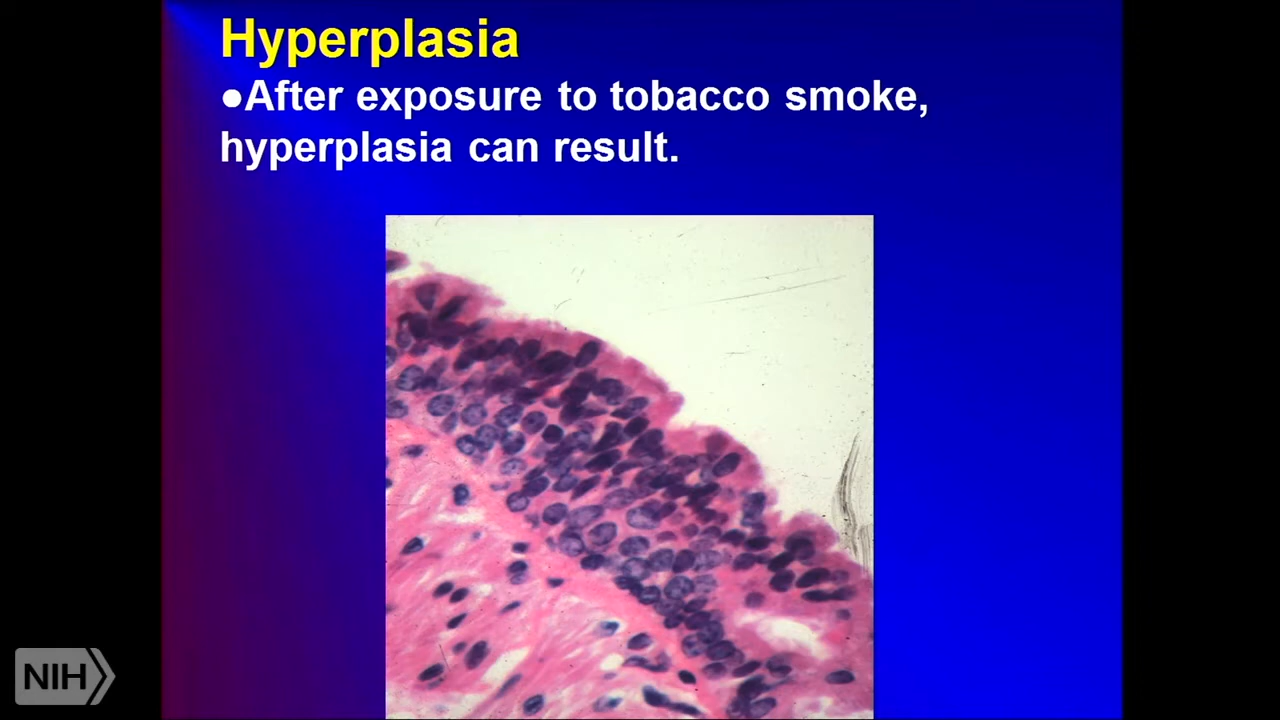 Hyperplasia
●After exposure to tobacco smoke,
hyperplasia can result.
NIH